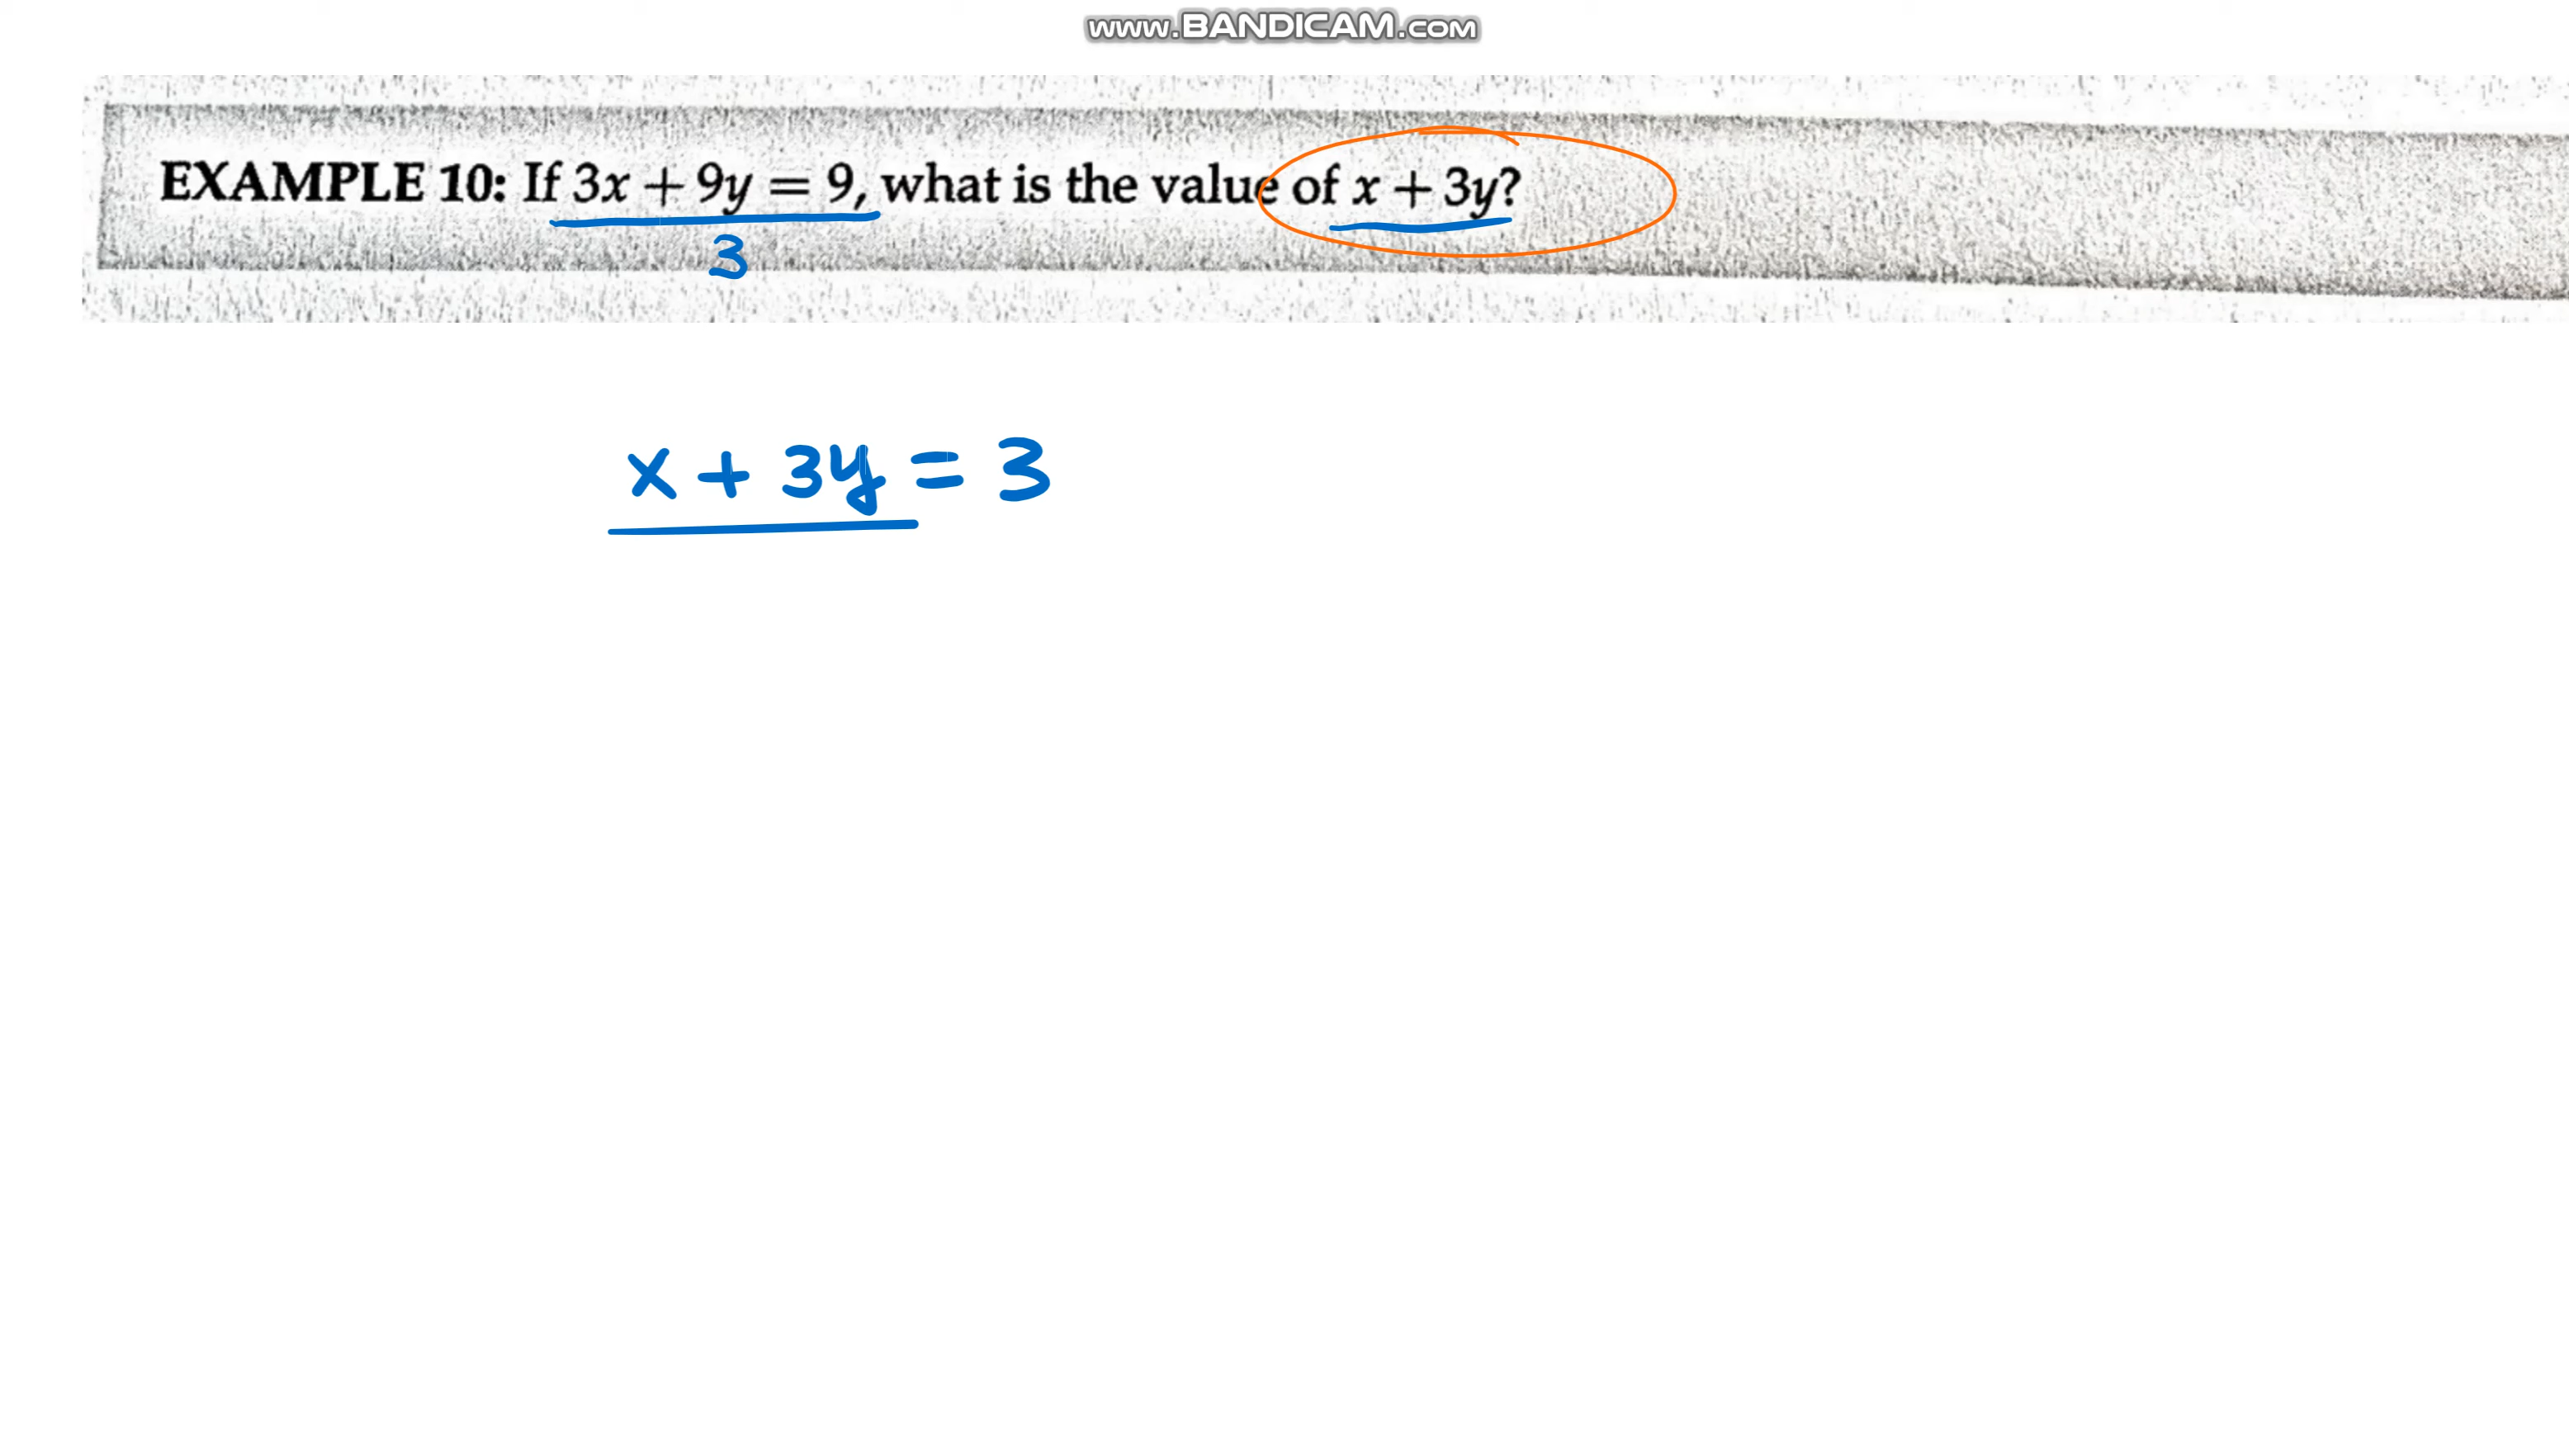 www.BANDICAM.com
EXAMPLE 10: If 3x + 9y = 9, what is the value of x + 3y?
3
x + 3y = 3